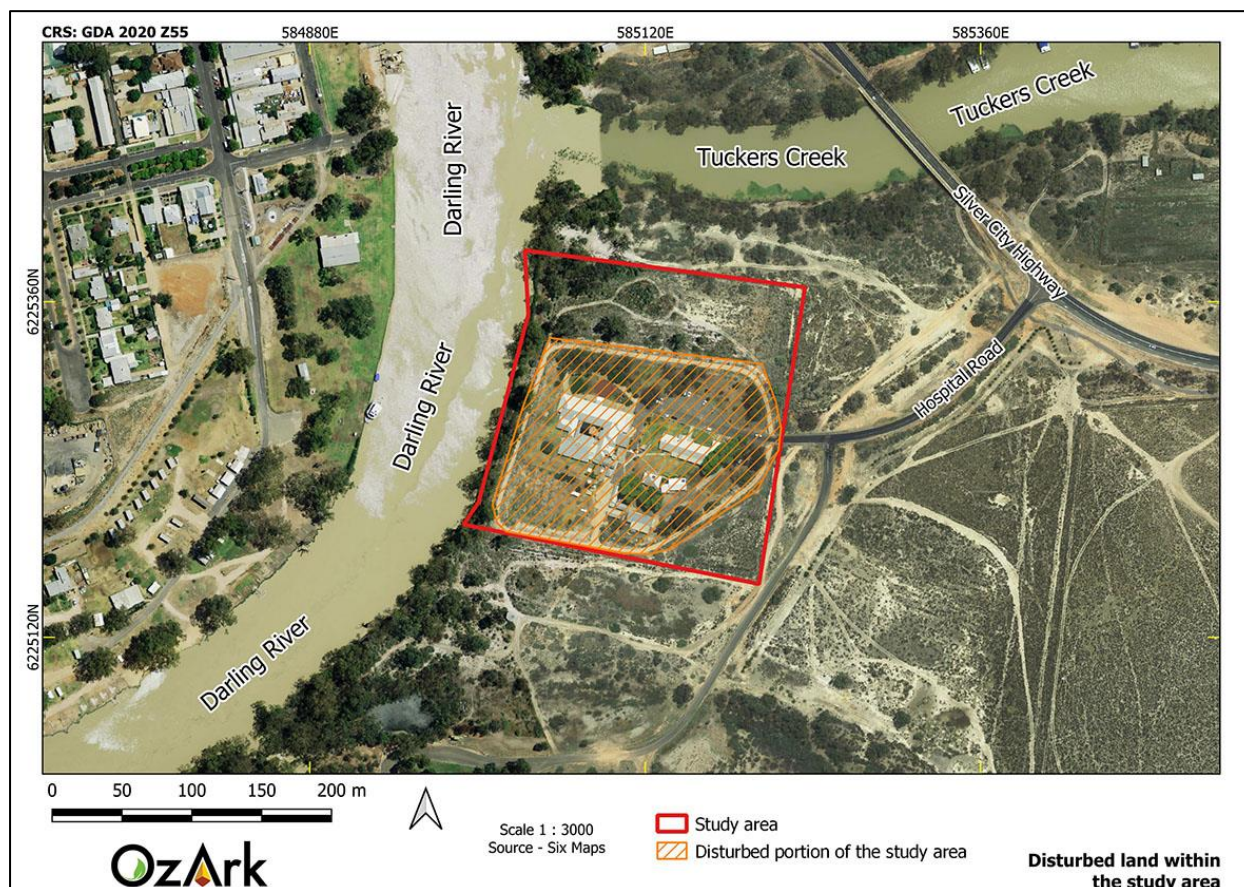 CRS: GDA 2020 Z55
584880E
585120E
585360E
Darling River
Tuckers Creek
Tuckers Creek
Silver City Highway
6225360N
Darling River
Hospital Road
6225120N
Darling River
0 50 100 150 200 m
Scale 1 : 3000
Source - Six Maps
Study area
Disturbed portion of the study area
OzArk
Disturbed land within
the study area